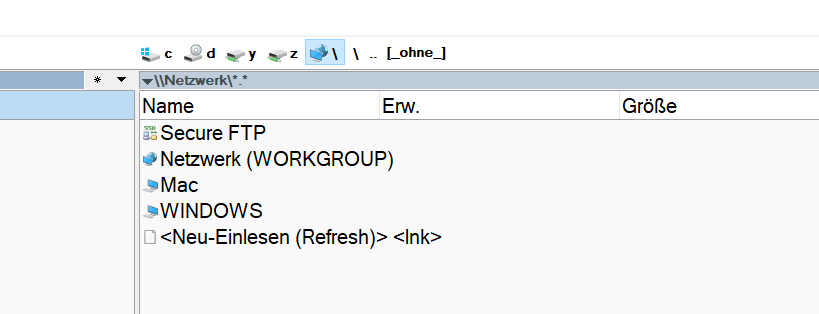 c d y z \ \ .. [_ohne_]
* \\Netzwerk\*.*
Name Erw. Größe
Secure FTP
Netzwerk (WORKGROUP)
Mac
WINDOWS
<Neu-Einlesen (Refresh)> <lnk>